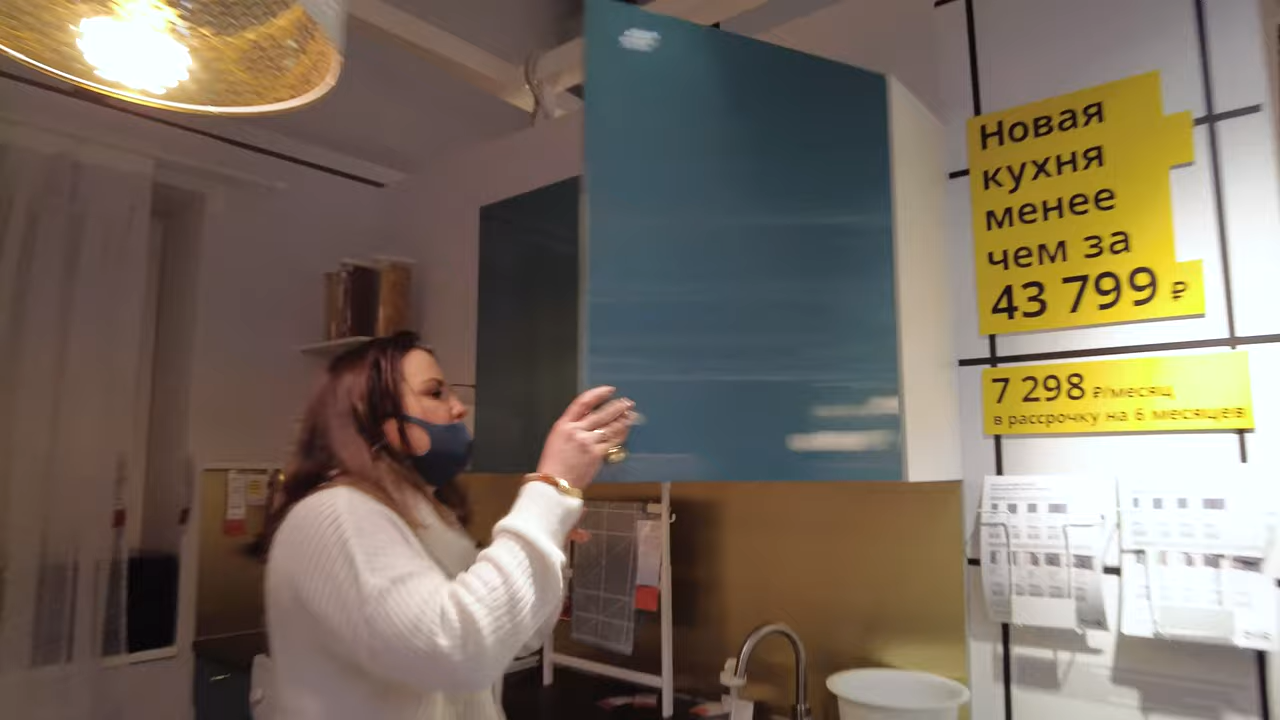 Новая
кухня
менее
чем за
43 799 ₽
7 298 ₽/месяц
в рассрочку на 6 месяцев